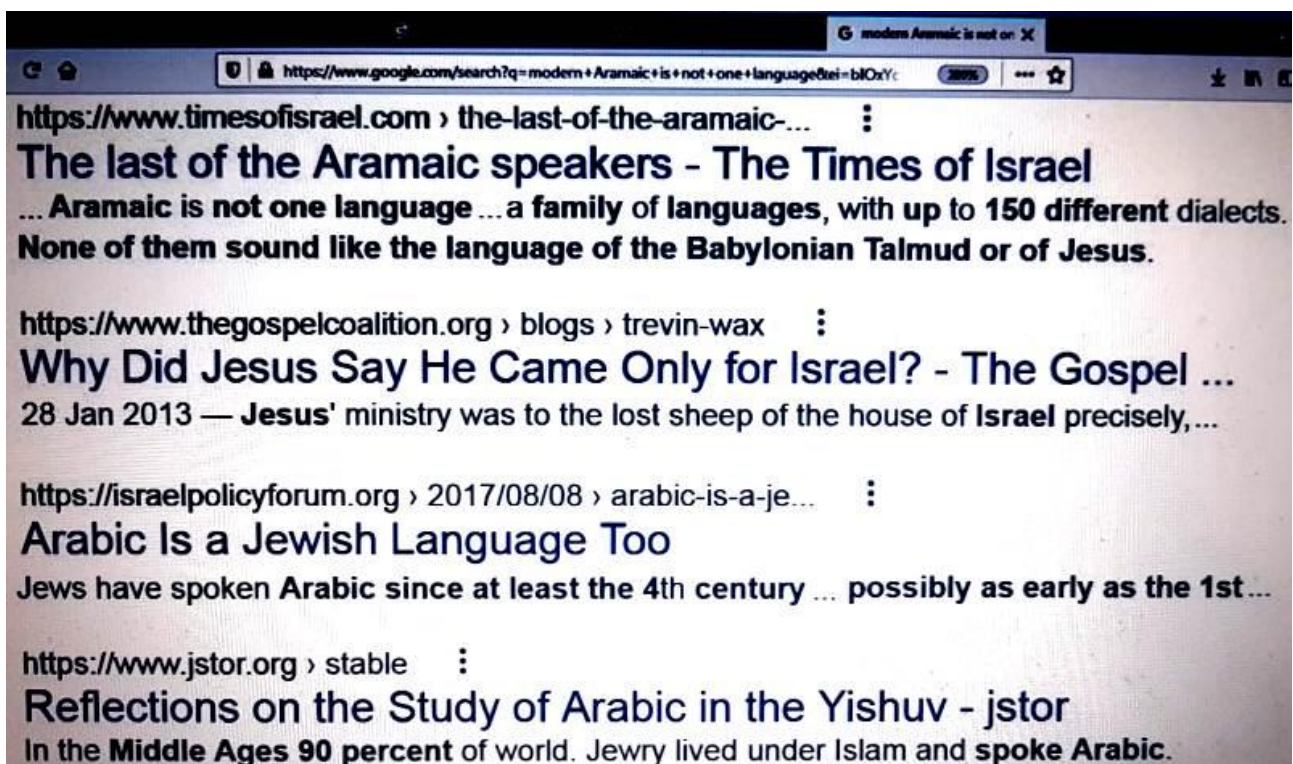 G modern Aramaic is not on X
https://www.google.com/search?q=modern+Aramaic+is+not+one+language&ei=blOxYc
200%
https://www.timesofisrael.com › the-last-of-the-aramaic-...
The last of the Aramaic speakers - The Times of Israel
... Aramaic is not one language ... a family of languages, with up to 150 different dialects.
None of them sound like the language of the Babylonian Talmud or of Jesus.
https://www.thegospelcoalition.org › blogs › trevin-wax
Why Did Jesus Say He Came Only for Israel? - The Gospel ...
28 Jan 2013 — Jesus' ministry was to the lost sheep of the house of Israel precisely,...
https://israelpolicyforum.org › 2017/08/08 › arabic-is-a-je...
Arabic Is a Jewish Language Too
Jews have spoken Arabic since at least the 4th century ... possibly as early as the 1st ...
https://www.jstor.org › stable
Reflections on the Study of Arabic in the Yishuv - jstor
In the Middle Ages 90 percent of world. Jewry lived under Islam and spoke Arabic.